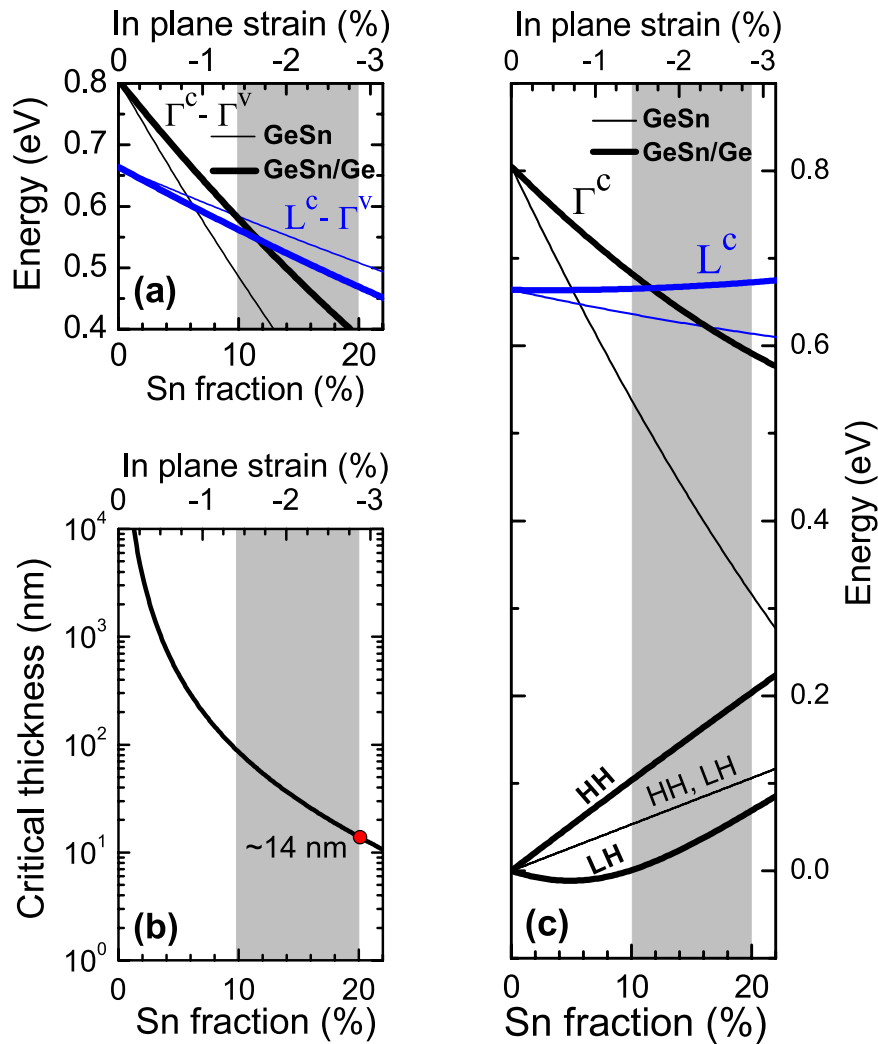 In plane strain (%)
0 -1 -2 -3
0.8
0.7
0.6
0.5
0.4
Energy (eV)
Γc - Γv
GeSn
GeSn/Ge
Lc - Γv
(a)
0 10 20
Sn fraction (%)
In plane strain (%)
0 -1 -2 -3
10^4
10^3
10^2
10^1
10^0
Critical thickness (nm)
~14 nm
(b)
0 10 20
Sn fraction (%)
In plane strain (%)
0 -1 -2 -3
GeSn
GeSn/Ge
Γc
Lc
0.8
0.6
0.4
0.2
0.0
Energy (eV)
HH
HH, LH
LH
(c)
0 10 20
Sn fraction (%)